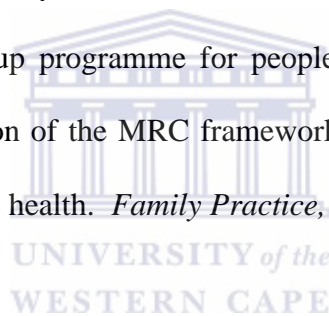 up programme for people
on of the MRC framework
health. Family Practice,
UNIVERSITY of the
WESTERN CAPE